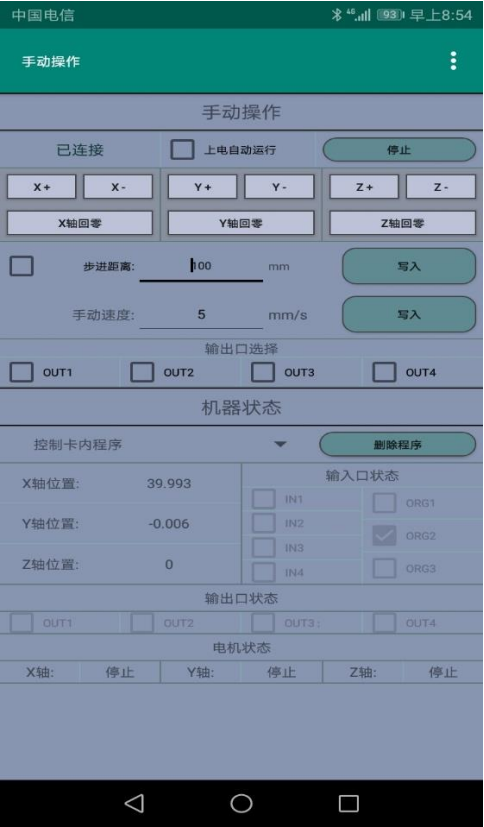 中国电信 4G 93 早上8:54
手动操作
手动操作
已连接 上电自动运行 停止
X+ X- Y+ Y- Z+ Z-
X轴回零 Y轴回零 Z轴回零
步进距离: 100 mm 写入
手动速度: 5 mm/s 写入
输出口选择
OUT1 OUT2 OUT3 OUT4
机器状态
控制卡内程序 删除程序
输入口状态
X轴位置: 39.993
IN1 ORG1
Y轴位置: -0.006
IN2 ORG2
IN3
Z轴位置: 0
IN4 ORG3
输出口状态
OUT1 OUT2 OUT3: OUT4
电机状态
X轴: 停止 Y轴: 停止 Z轴: 停止